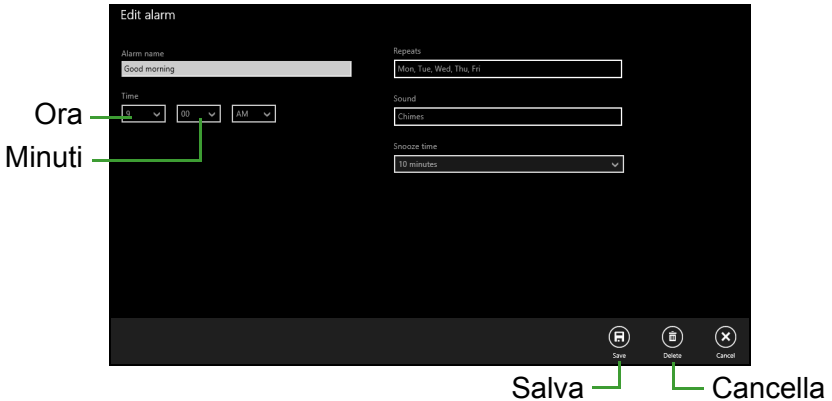 Edit alarm
Alarm name
Good morning
Time
9
00
AM
Repeats
Mon, Tue, Wed, Thu, Fri
Sound
Chimes
Snooze time
10 minutes
Ora
Minuti
Save
Delete
Cancel
Salva
Cancella